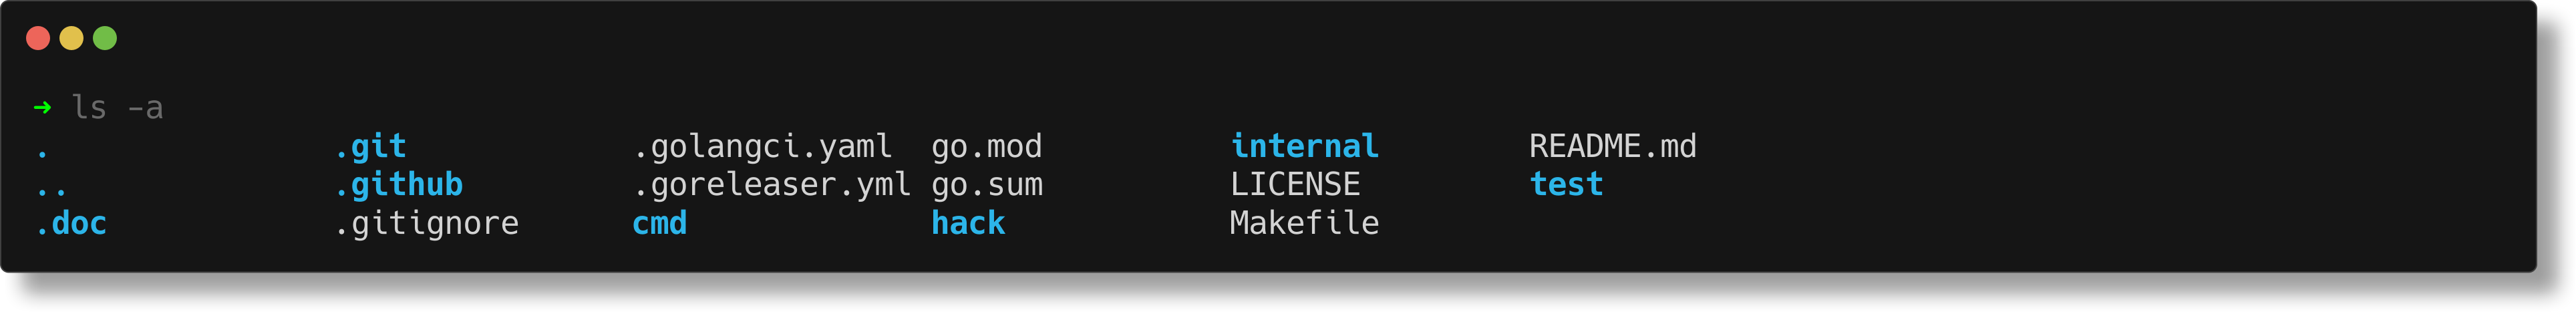 ➜ ls -a
. .git .golangci.yaml go.mod internal README.md
.. .github .goreleaser.yml go.sum LICENSE test
.doc .gitignore cmd hack Makefile